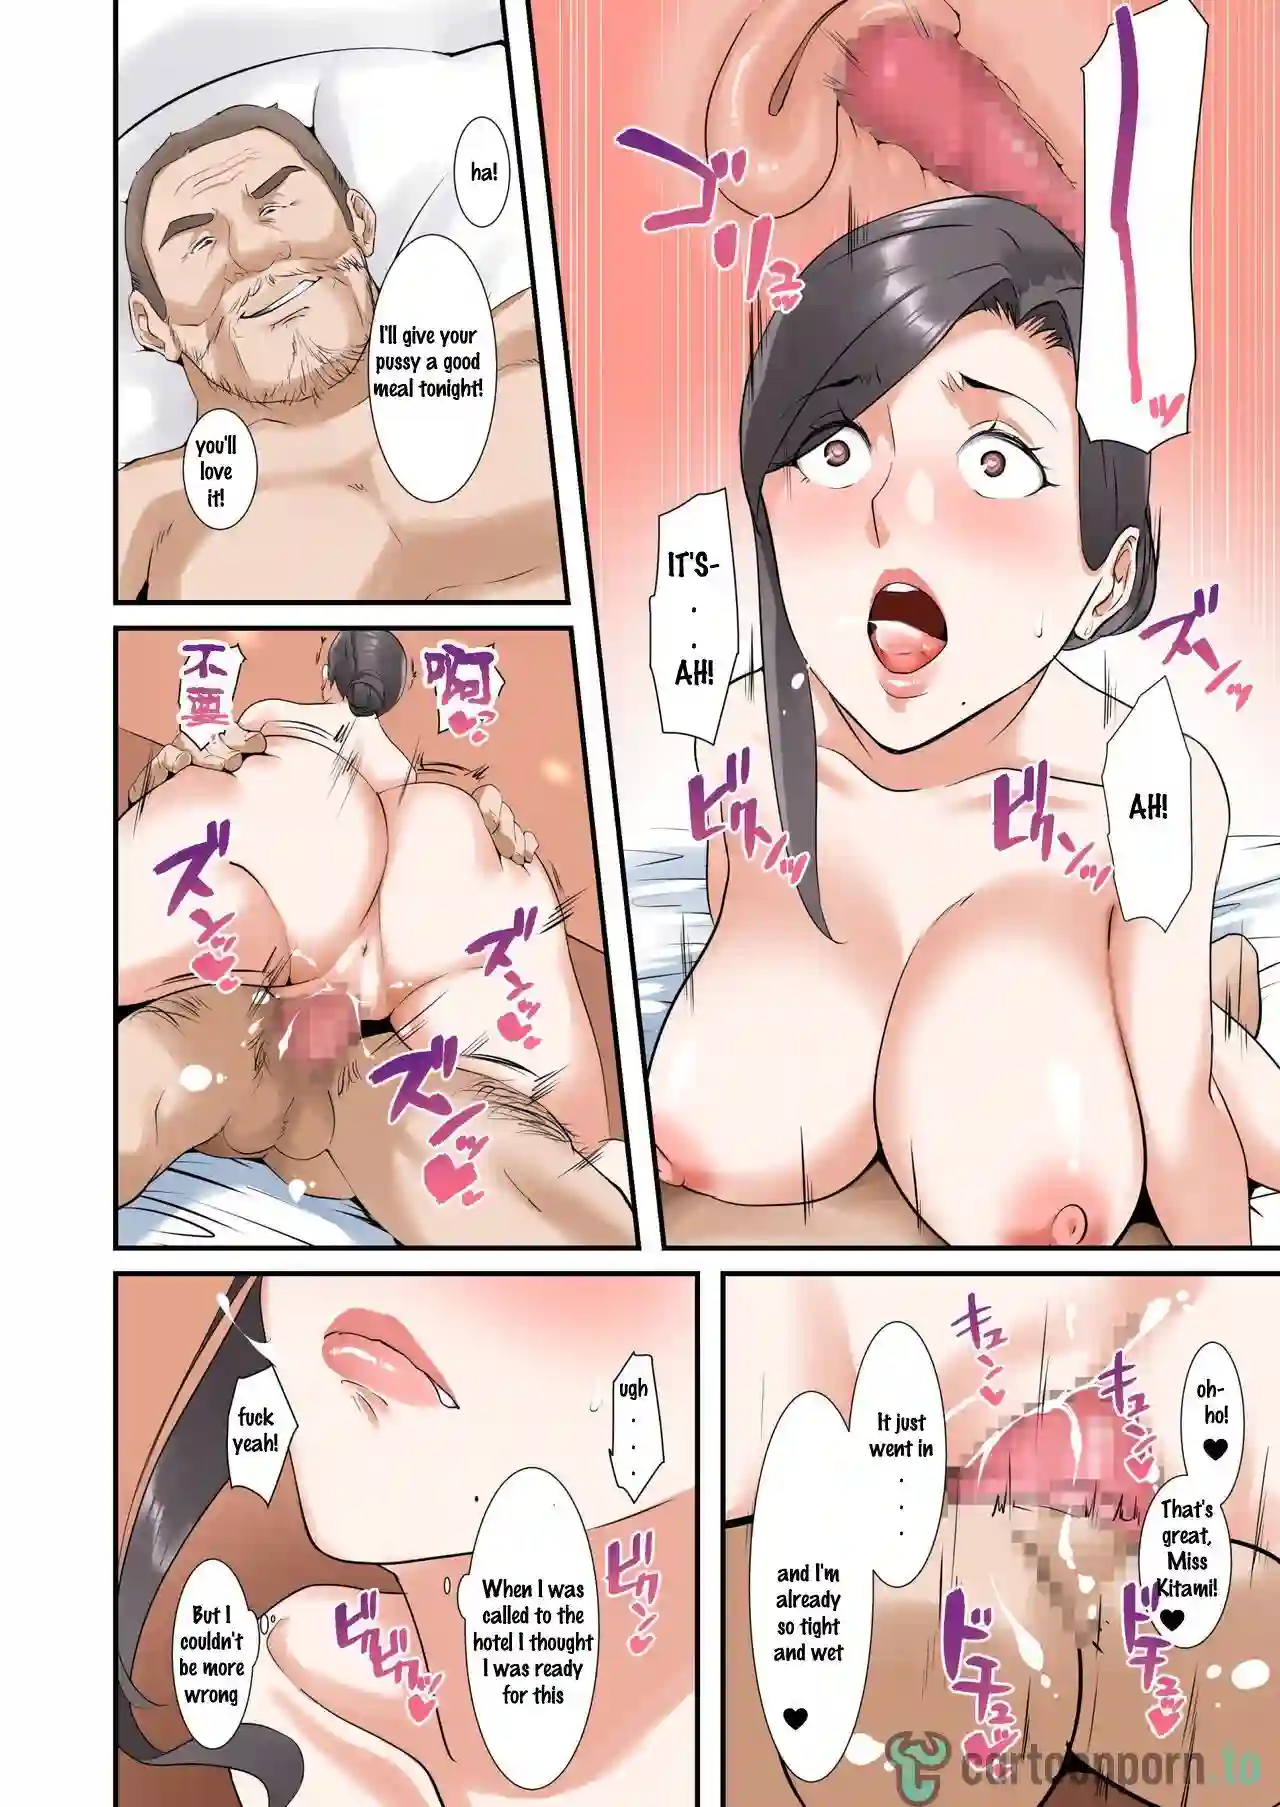 ha!
I'll give your
pussy a good
meal tonight!
you'll
love
it!
ゴ
リュ
IT'S-
. . .
AH!
ズンッ
AH!
ビクンッ
ビクンッ
不要
啊
ズンッ
ズンッ
ズンッ
fuck
yeah!
ugh
. . . .
When I was
called to the
hotel I thought
I was ready
for this
But I
couldn't
be more
wrong
ビクビクッ
ビクン
キュン
キュン
oh-
ho!
♥
That's
great,
Miss
Kitami!
♥
It just
went in
. . .
and I'm
already
so tight
and wet
♥
ドチュ
ドチュ
cartoonporn.to